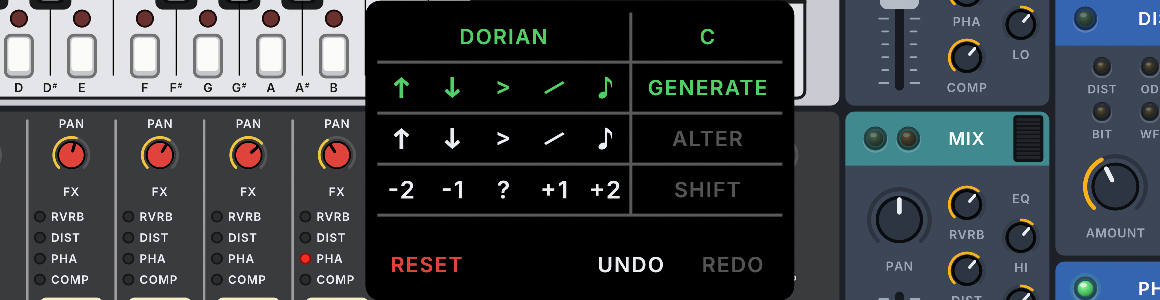 D D# E F F# G G# A A# B
PAN PAN PAN PAN
FX FX FX FX
RVRB RVRB RVRB RVRB
DIST DIST DIST DIST
PHA PHA PHA PHA
COMP COMP COMP COMP
DORIAN C
↑ ↓ > ⟋ ♪ GENERATE
↑ ↓ > ⟋ ♪ ALTER
-2 -1 ? +1 +2 SHIFT
RESET UNDO REDO
PHA
LO
COMP
MIX
EQ
RVRB
HI
PAN
DIST
DIST OD
BIT WF
AMOUNT